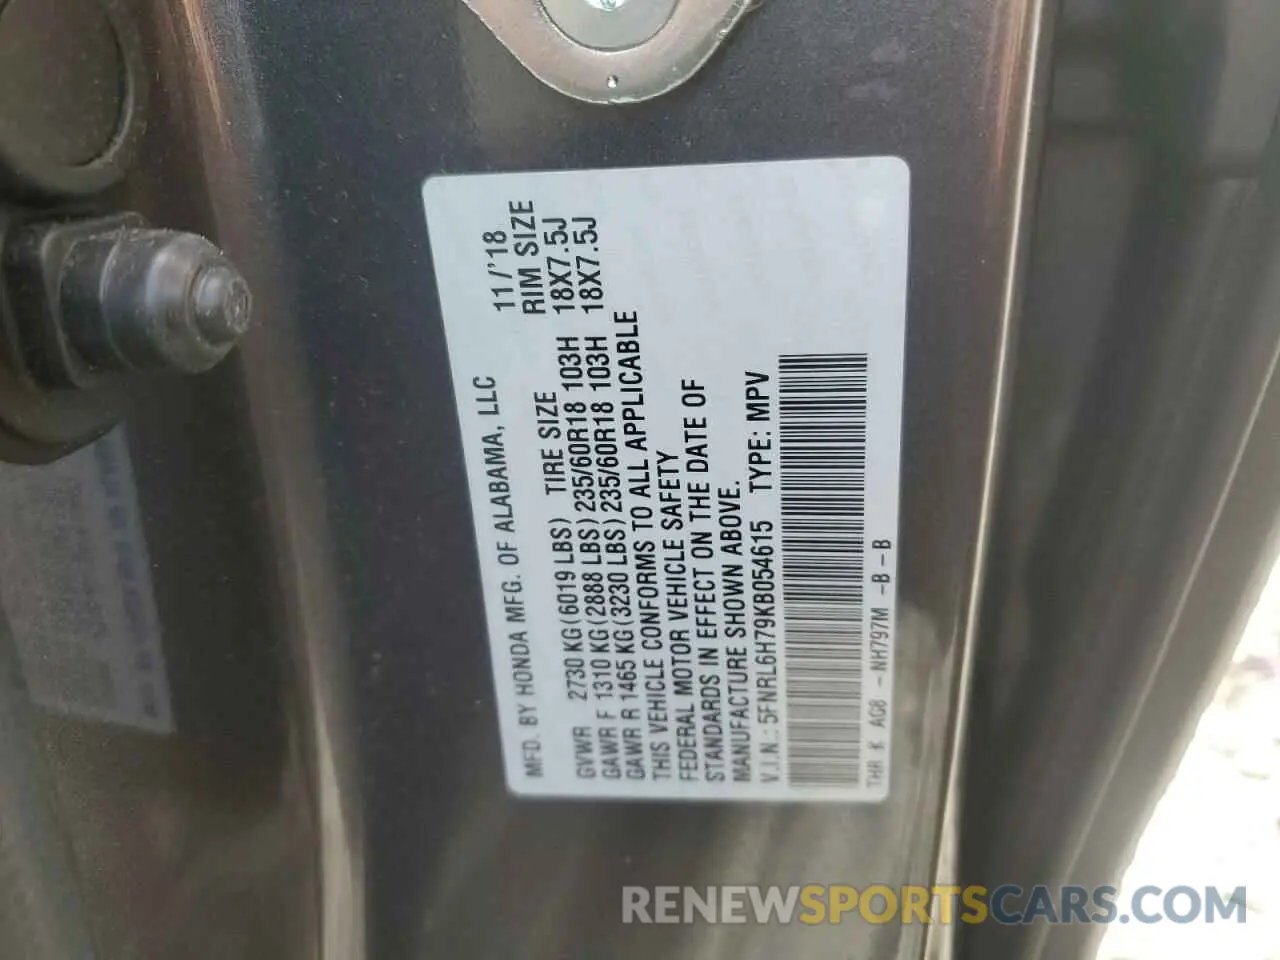 MFD. BY HONDA MFG. OF ALABAMA, LLC 11/'18
GVWR 2730 KG(6019 LBS) TIRE SIZE RIM SIZE
GAWR F 1310 KG(2888 LBS) 235/60R18 103H 18X7.5J
GAWR R 1465 KG(3230 LBS) 235/60R18 103H 18X7.5J
THIS VEHICLE CONFORMS TO ALL APPLICABLE
FEDERAL MOTOR VEHICLE SAFETY
STANDARDS IN EFFECT ON THE DATE OF
MANUFACTURE SHOWN ABOVE.
V.I.N.: 5FNRL6H79KB054615 TYPE: MPV
THR K AG8 -NH797M -B-B
RENEWSPORTSCARS.COM